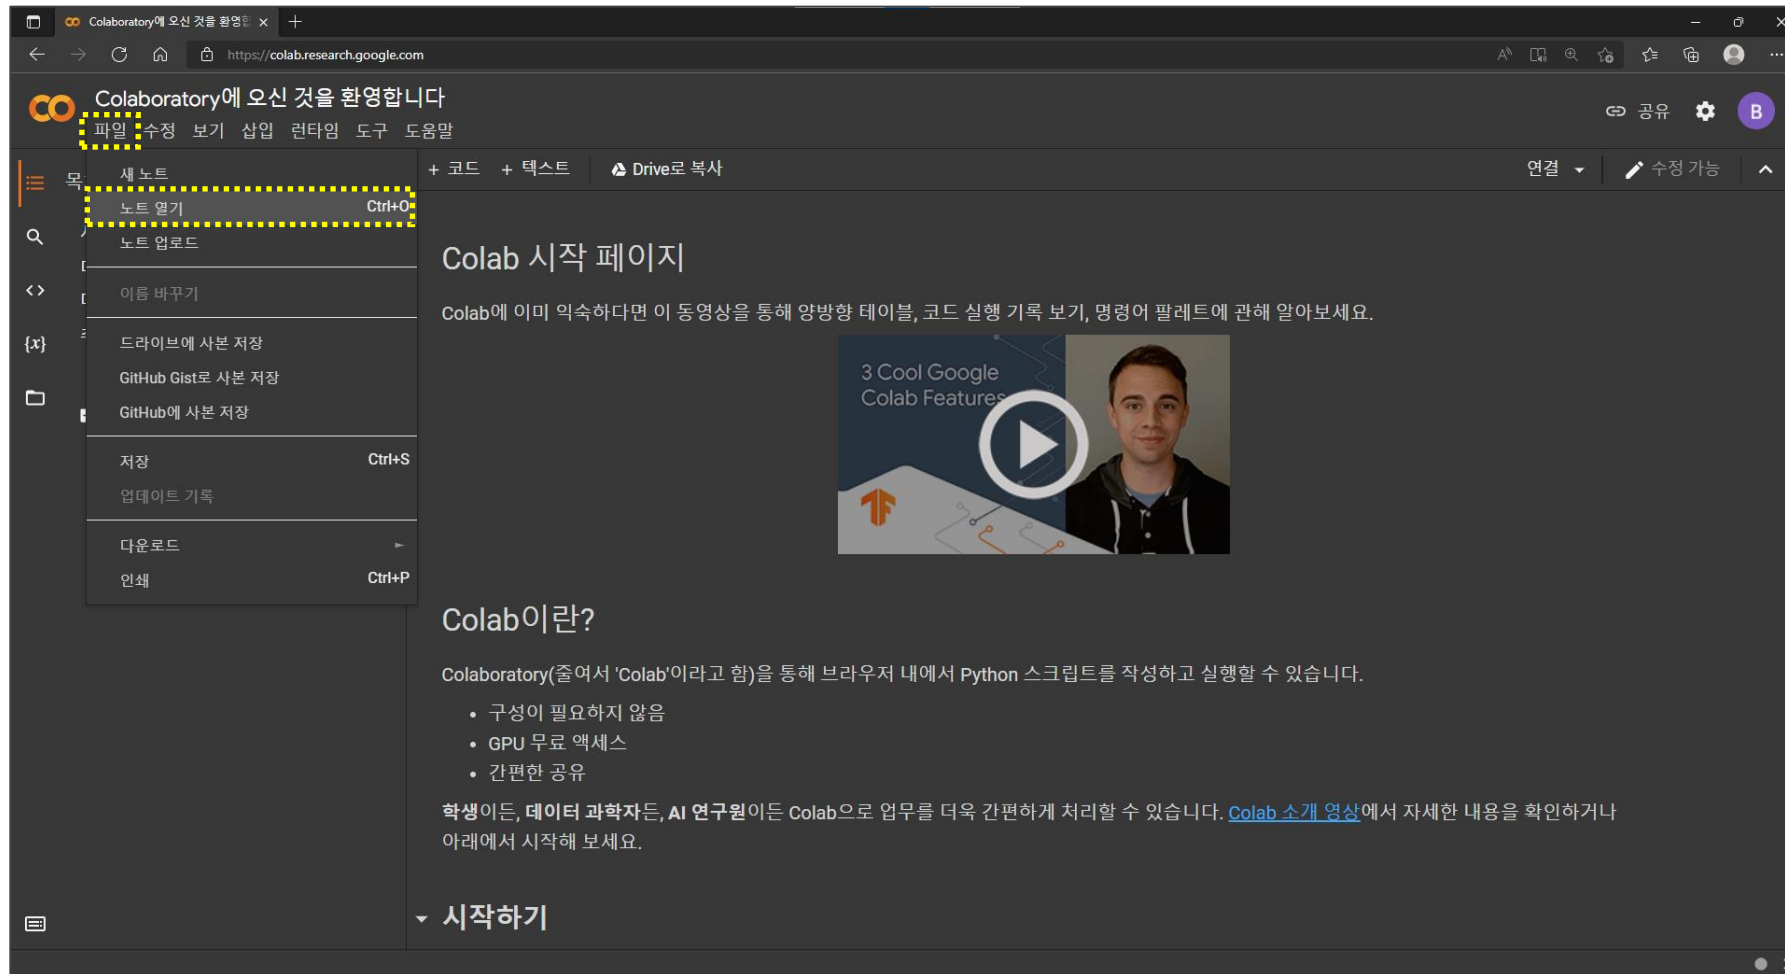 Colaboratory에 오신 것을 환영합
https://colab.research.google.com
Colaboratory에 오신 것을 환영합니다
파일 수정 보기 삽입 런타임 도구 도움말
공유
B
새 노트
노트 열기 Ctrl+O
노트 업로드
이름 바꾸기
드라이브에 사본 저장
GitHub Gist로 사본 저장
GitHub에 사본 저장
저장 Ctrl+S
업데이트 기록
다운로드
인쇄 Ctrl+P
목
{x}
+ 코드 + 텍스트 Drive로 복사
연결 수정 가능
Colab 시작 페이지
Colab에 이미 익숙하다면 이 동영상을 통해 양방향 테이블, 코드 실행 기록 보기, 명령어 팔레트에 관해 알아보세요.
3 Cool Google
Colab Features
Colab이란?
Colaboratory(줄여서 'Colab'이라고 함)을 통해 브라우저 내에서 Python 스크립트를 작성하고 실행할 수 있습니다.
• 구성이 필요하지 않음
• GPU 무료 액세스
• 간편한 공유
학생이든, 데이터 과학자든, AI 연구원이든 Colab으로 업무를 더욱 간편하게 처리할 수 있습니다. Colab 소개 영상에서 자세한 내용을 확인하거나
아래에서 시작해 보세요.
시작하기